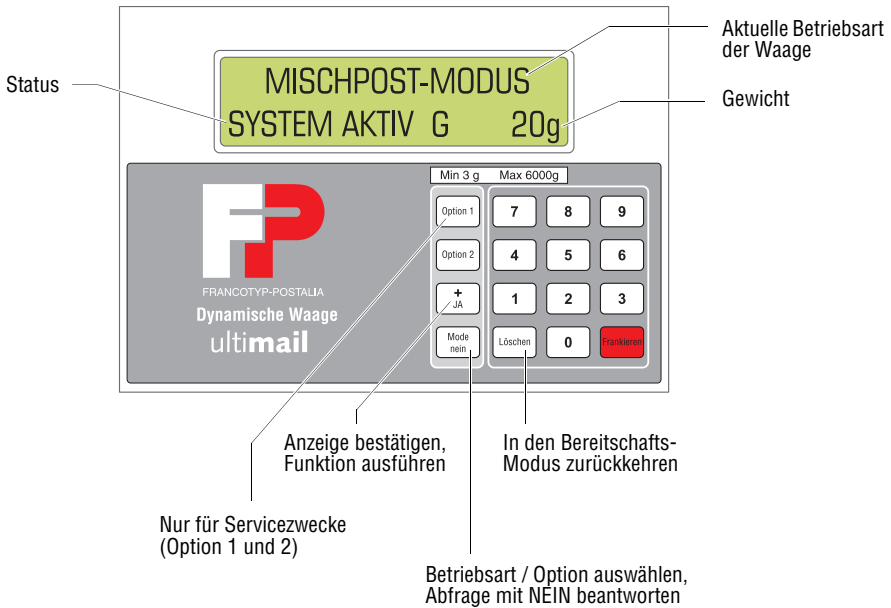 Aktuelle Betriebsart
der Waage
Status
MISCHPOST-MODUS
SYSTEM AKTIV G 20g
Gewicht
Min 3 g Max 6000g
Option 1
7
8
9
Option 2
4
5
6
+
JA
1
2
3
Mode
nein
Löschen
0
Frankieren
FP
FRANCOTYP-POSTALIA
Dynamische Waage
ultimail
Anzeige bestätigen,
Funktion ausführen
In den Bereitschafts-
Modus zurückkehren
Nur für Servicezwecke
(Option 1 und 2)
Betriebsart / Option auswählen,
Abfrage mit NEIN beantworten